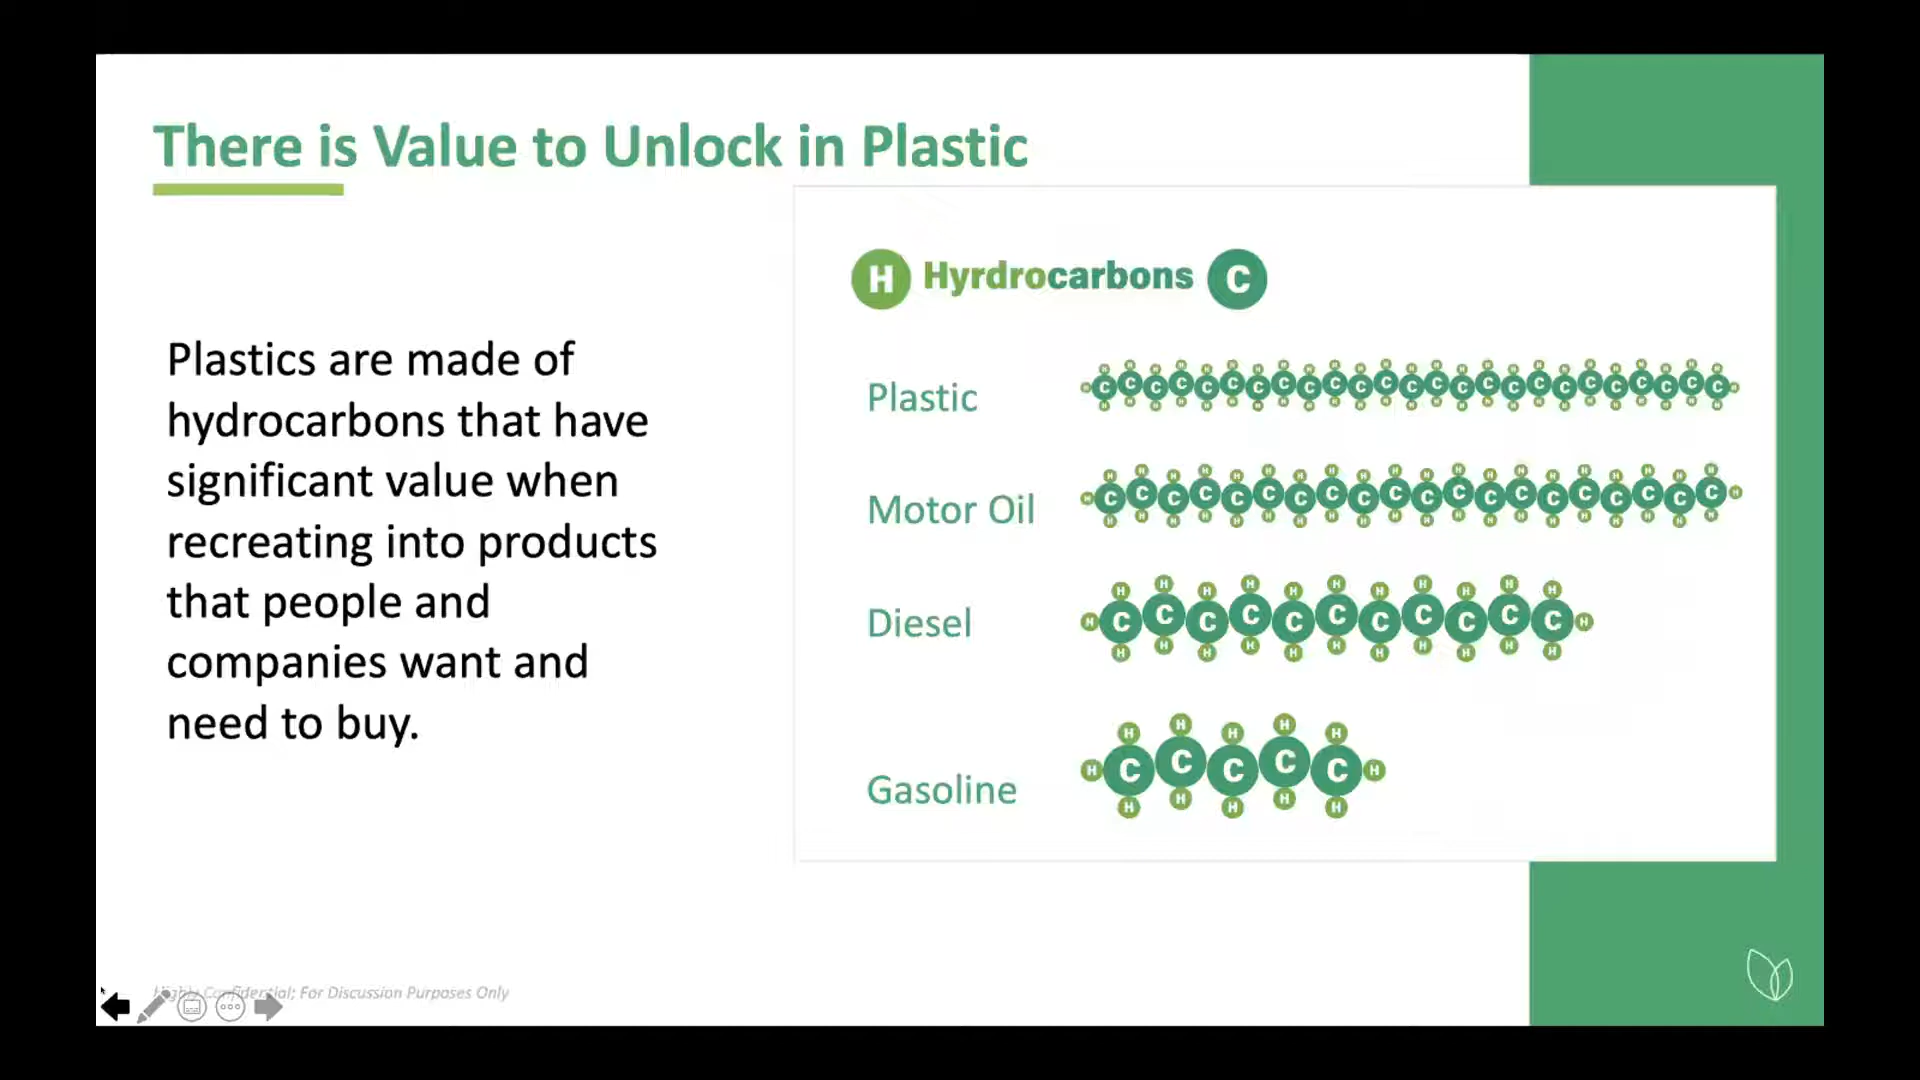 There is Value to Unlock in Plastic
Plastics are made of
hydrocarbons that have
significant value when
recreating into products
that people and
companies want and
need to buy.
H Hyrdrocarbons C
Plastic
H H H H H H H H H H H H H H H H H H H H H H H H H
H C C C C C C C C C C C C C C C C C C C C C C C C C H
H H H H H H H H H H H H H H H H H H H H H H H H H
Motor Oil
H H H H H H H H H H H H H H H H H H H H
H C C C C C C C C C C C C C C C C C C C C H
H H H H H H H H H H H H H H H H H H H H
Diesel
H H H H H H H H H H H
H C C C C C C C C C C C H
H H H H H H H H H H H
Gasoline
H H H H H
H C C C C C H
H H H H H
Highly Confidential; For Discussion Purposes Only